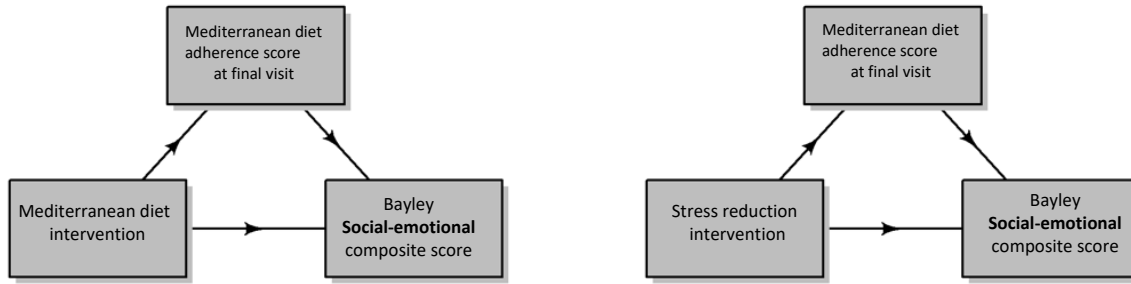 Mediterranean diet
adherence score
at final visit
Mediterranean diet
intervention
Bayley
Social-emotional
composite score
Mediterranean diet
adherence score
at final visit
Stress reduction
intervention
Bayley
Social-emotional
composite score